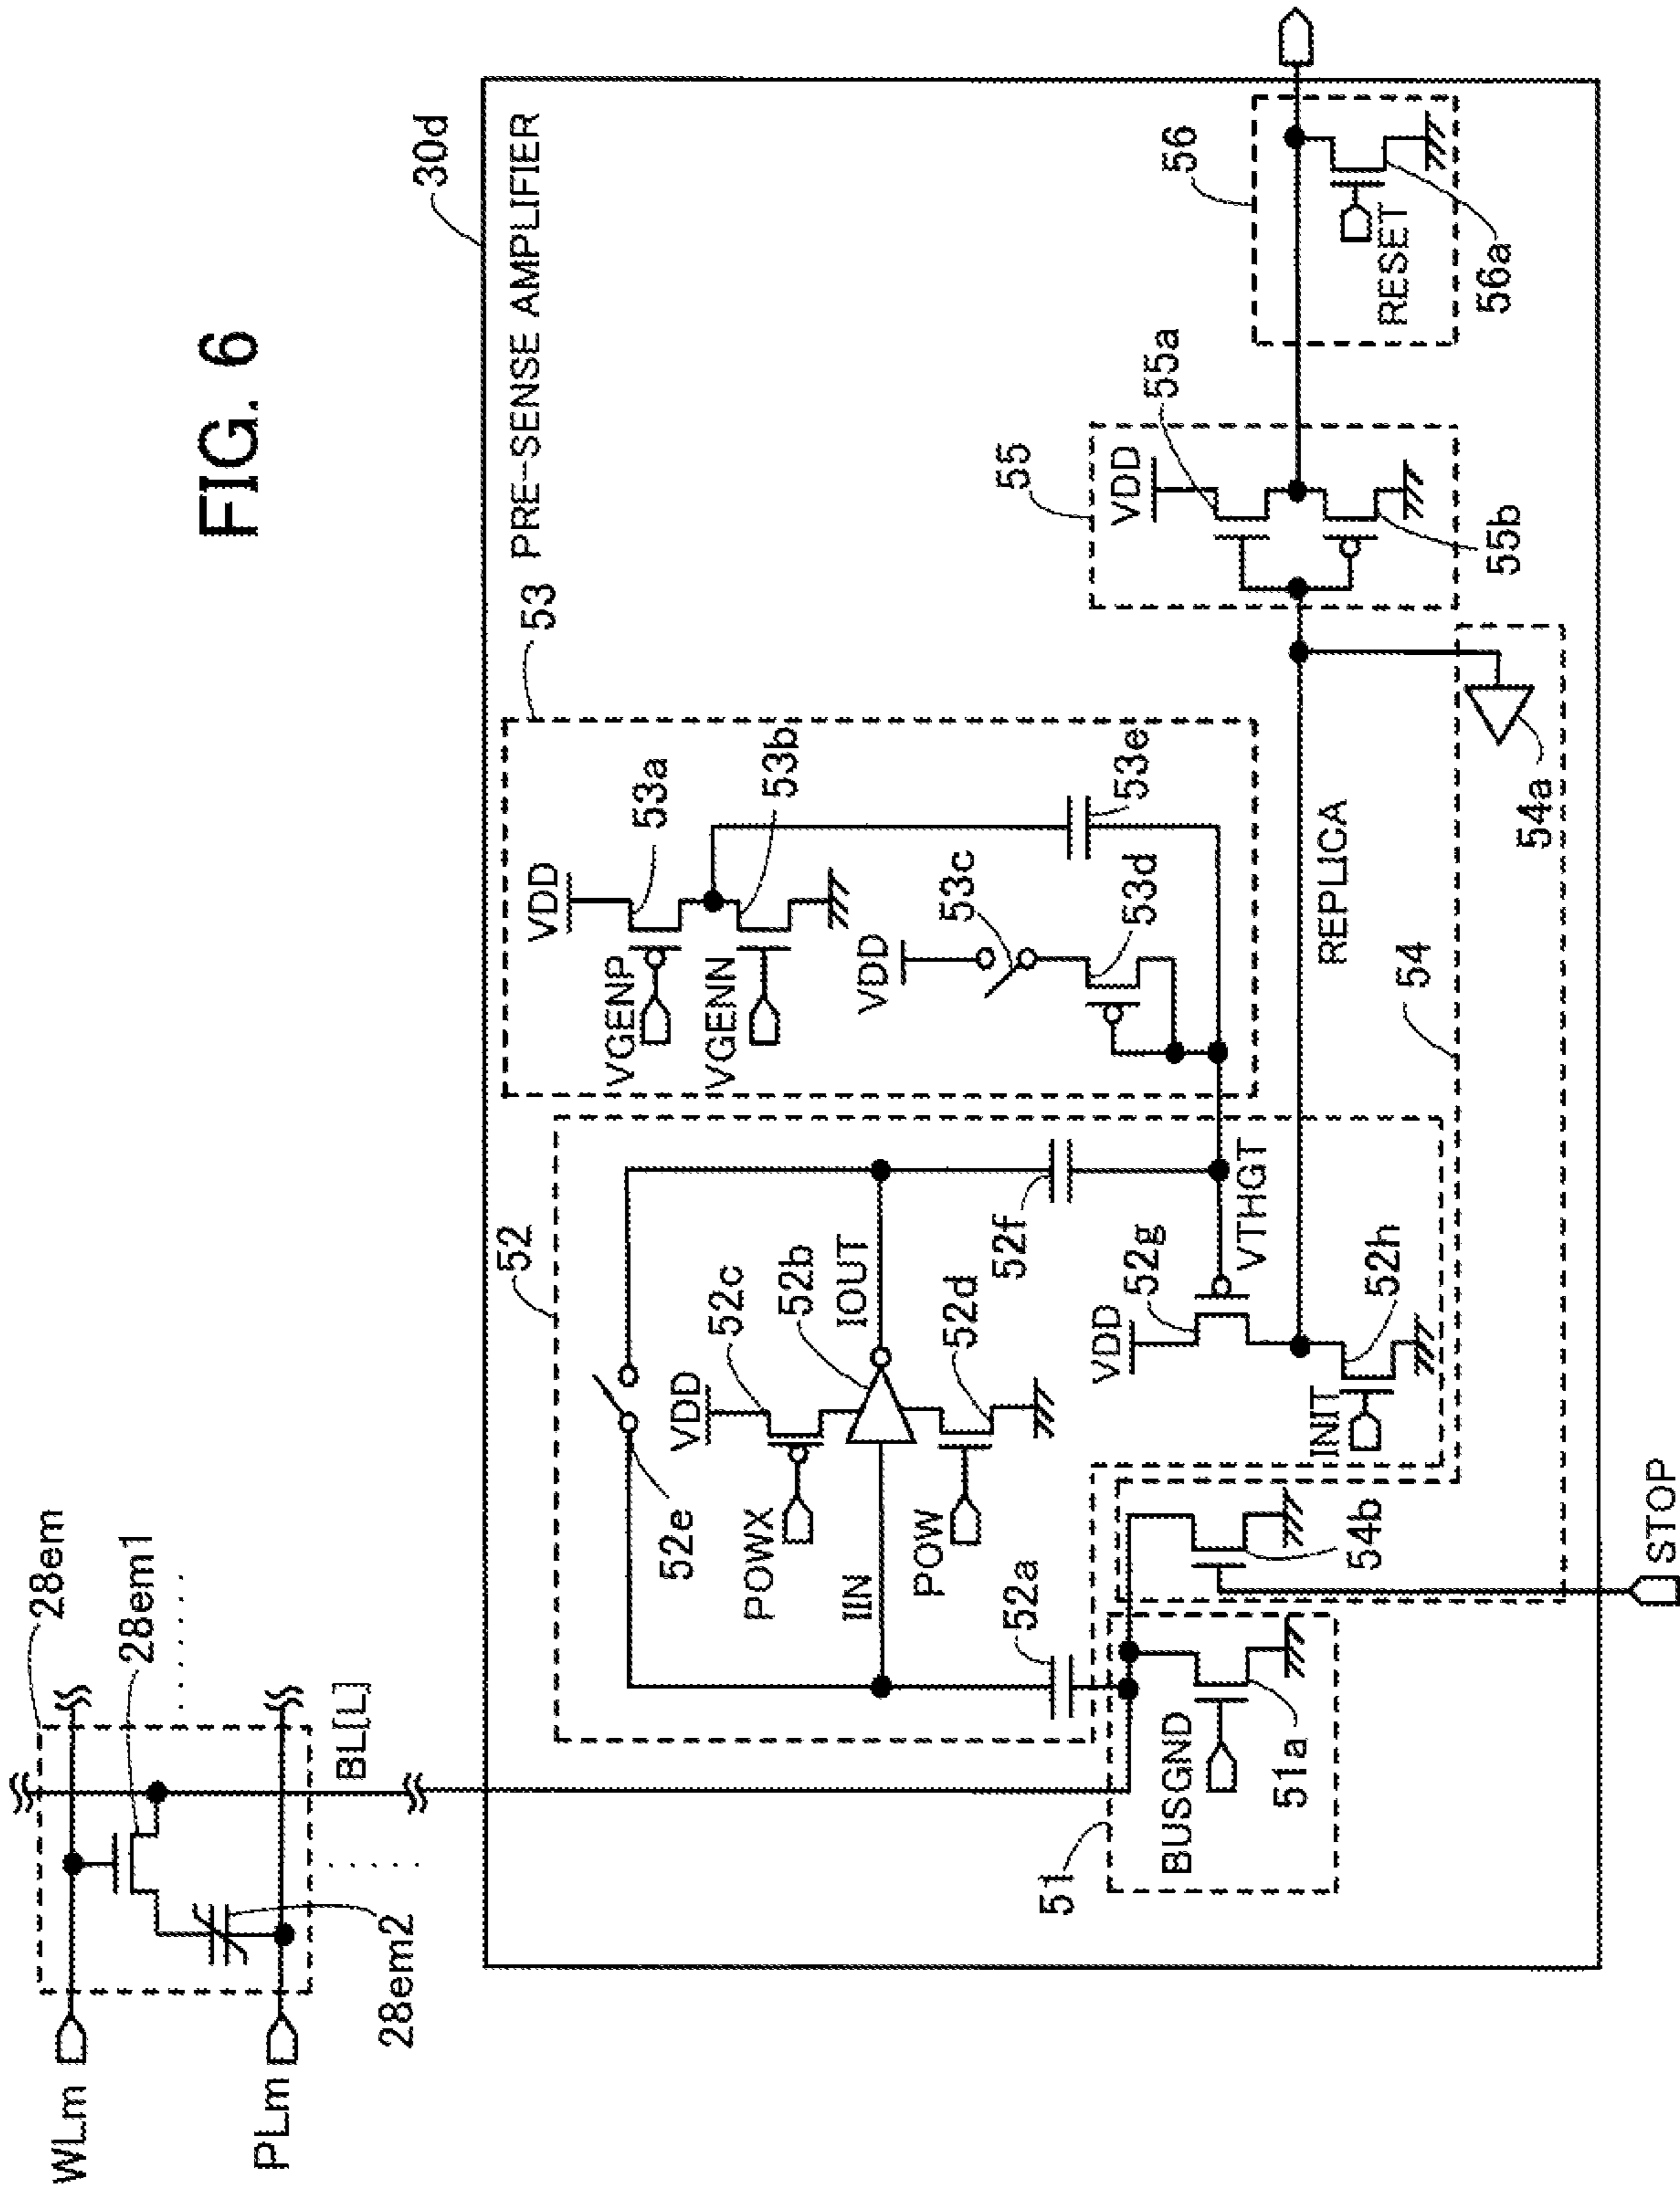 FIG. 6
WLm
PLm
28em
28em1
28em2
BL[L]
30d
PRE-SENSE AMPLIFIER
53
VDD
53a
VGENP
VGENN
53b
VDD
53c
53d
53e
52
52e
VDD
52c
POWX
52b
IIN
IOUT
POW
52d
52a
52f
VDD
52g
VTHGT
INIT
52h
51
BUSGND
51a
54b
STOP
54
54a
REPLICA
55
VDD
55a
55b
56
RESET
56a